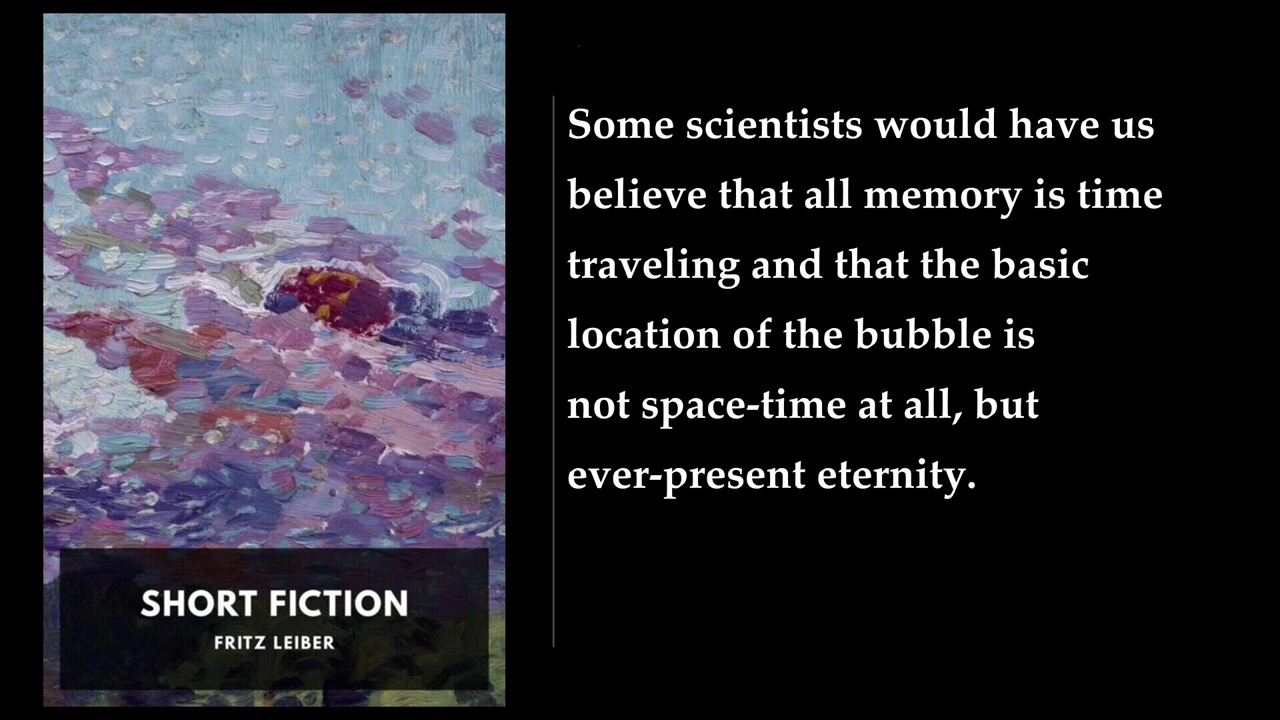 Some scientists would have us
believe that all memory is time
traveling and that the basic
location of the bubble is
not space-time at all, but
ever-present eternity.
SHORT FICTION
FRITZ LEIBER